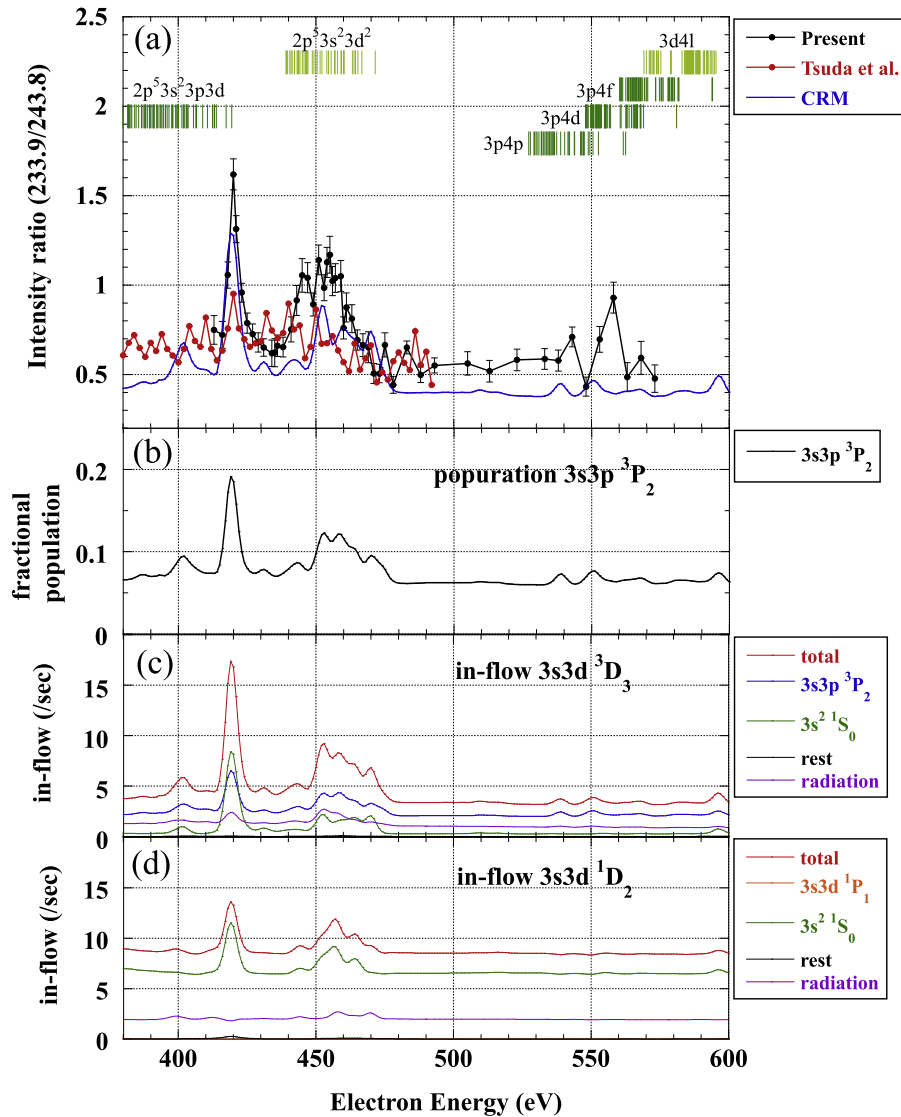 (a)
2.5
2
1.5
1
0.5
Intensity ratio (233.9/243.8)
2p⁵3s²3p3d
2p⁵3s²3d²
3p4p
3p4d
3p4f
3d4l
Present
Tsuda et al.
CRM
(b)
0.2
0.1
0
fractional population
popuration 3s3p ³P₂
3s3p ³P₂
(c)
15
10
5
0
in-flow (/sec)
in-flow 3s3d ³D₃
total
3s3p ³P₂
3s² ¹S₀
rest
radiation
(d)
15
10
5
0
in-flow (/sec)
in-flow 3s3d ¹D₂
total
3s3d ¹P₁
3s² ¹S₀
rest
radiation
400 450 500 550 600
Electron Energy (eV)